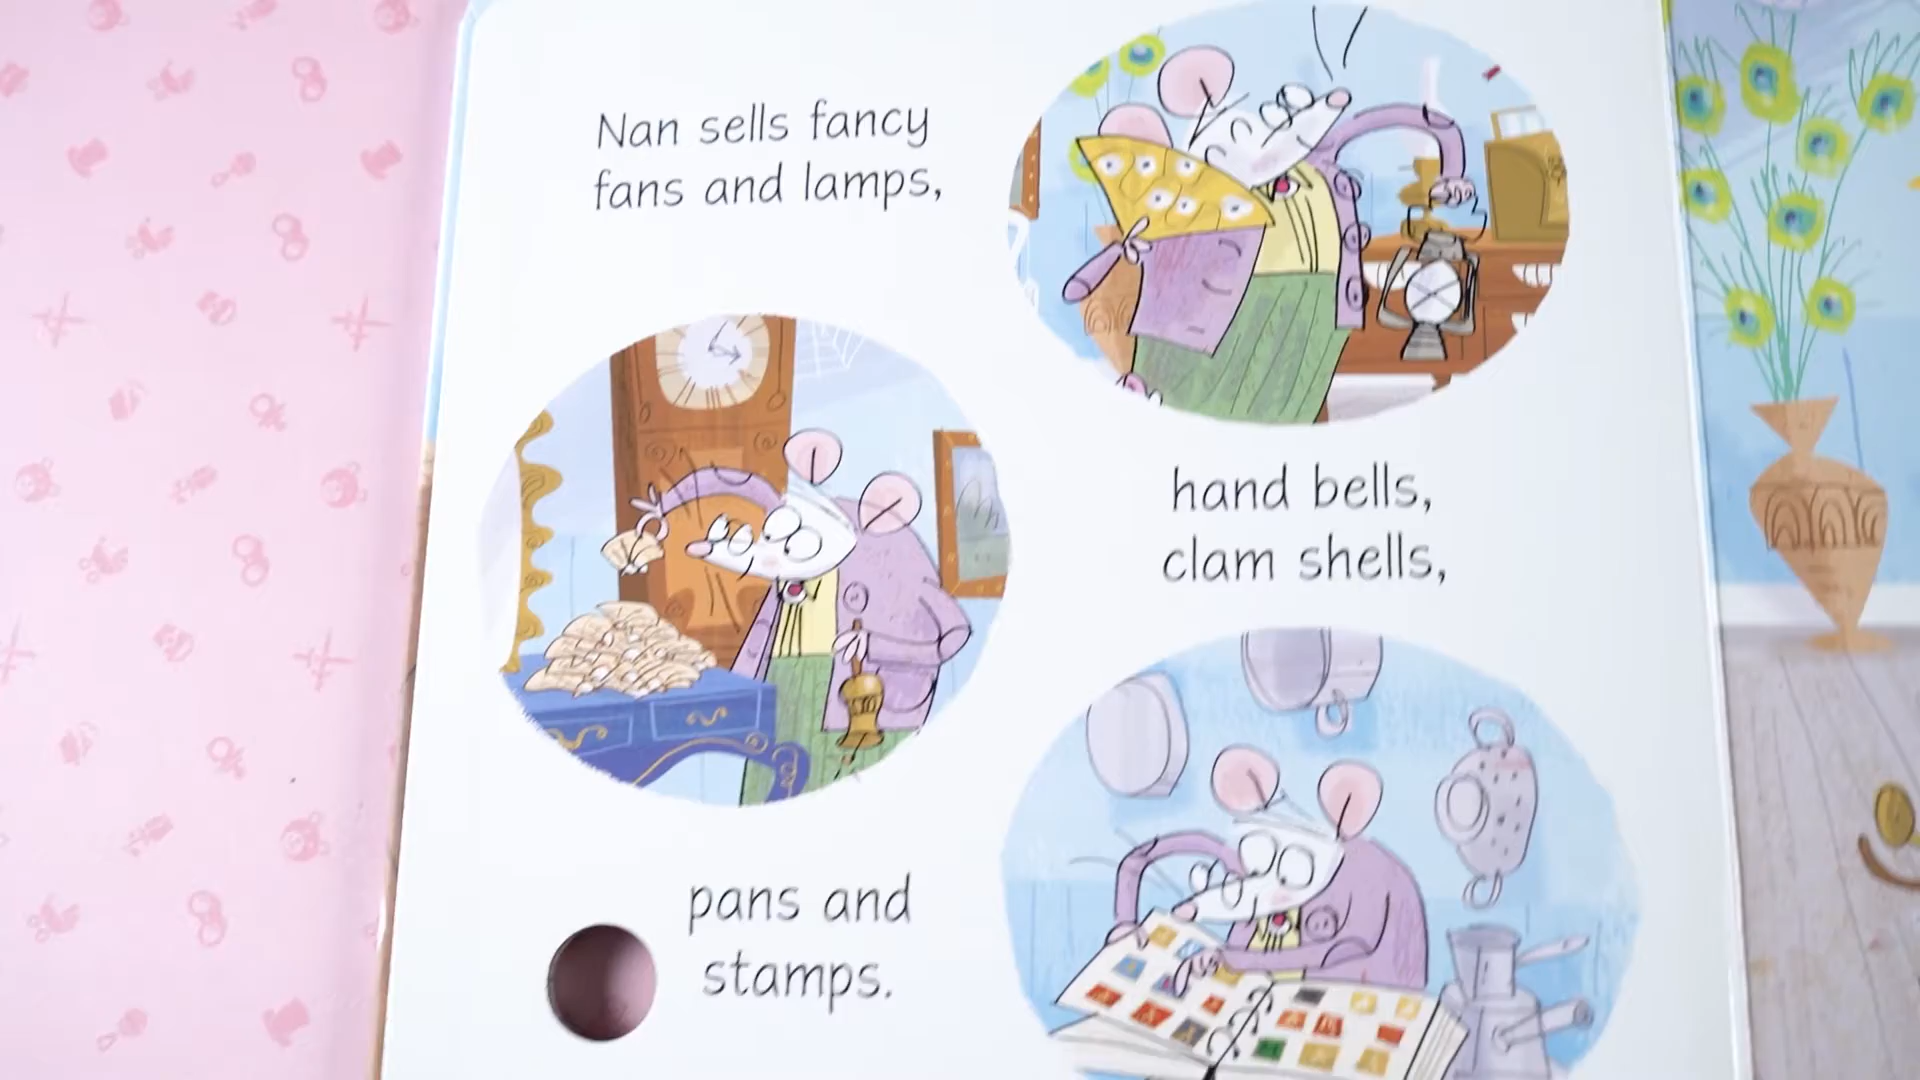 Nan sells fancy
fans and lamps,
hand bells,
clam shells,
pans and
stamps.